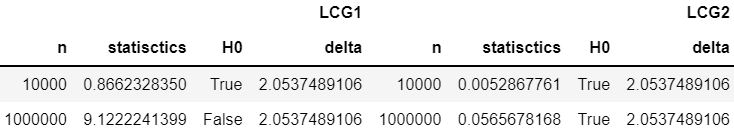 LCG1 LCG2
n statisctics H0 delta n statisctics H0 delta
10000 0.8662328350 True 2.0537489106 10000 0.0052867761 True 2.0537489106
1000000 9.1222241399 False 2.0537489106 1000000 0.0565678168 True 2.0537489106